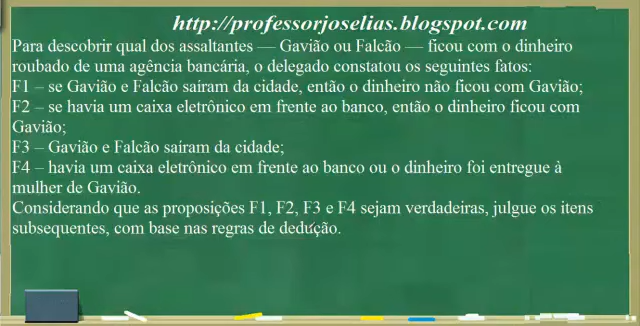 http://professorjoselias.blogspot.com
Para descobrir qual dos assaltantes — Gavião ou Falcão — ficou com o dinheiro
roubado de uma agência bancária, o delegado constatou os seguintes fatos:
F1 – se Gavião e Falcão saíram da cidade, então o dinheiro não ficou com Gavião;
F2 – se havia um caixa eletrônico em frente ao banco, então o dinheiro ficou com
Gavião;
F3 – Gavião e Falcão saíram da cidade;
F4 – havia um caixa eletrônico em frente ao banco ou o dinheiro foi entregue à
mulher de Gavião.
Considerando que as proposições F1, F2, F3 e F4 sejam verdadeiras, julgue os itens
subsequentes, com base nas regras de dedução.